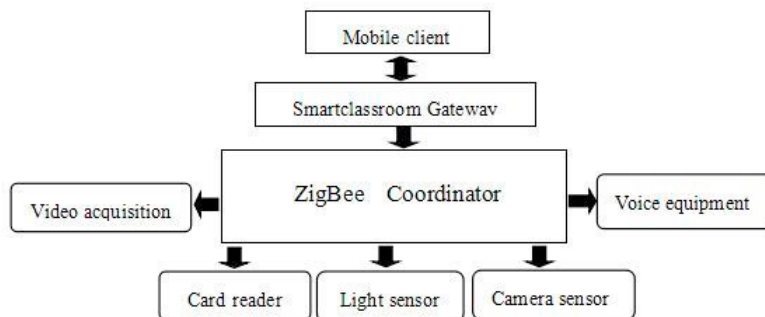 Mobile client
Smartclassroom Gatewav
ZigBee Coordinator
Video acquisition
Voice equipment
Card reader
Light sensor
Camera sensor